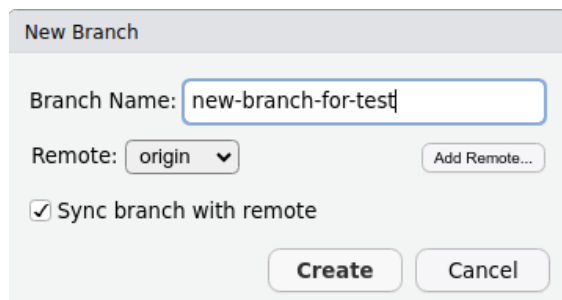 New Branch
Branch Name: new-branch-for-test
Remote: origin Add Remote...
Sync branch with remote
Create Cancel